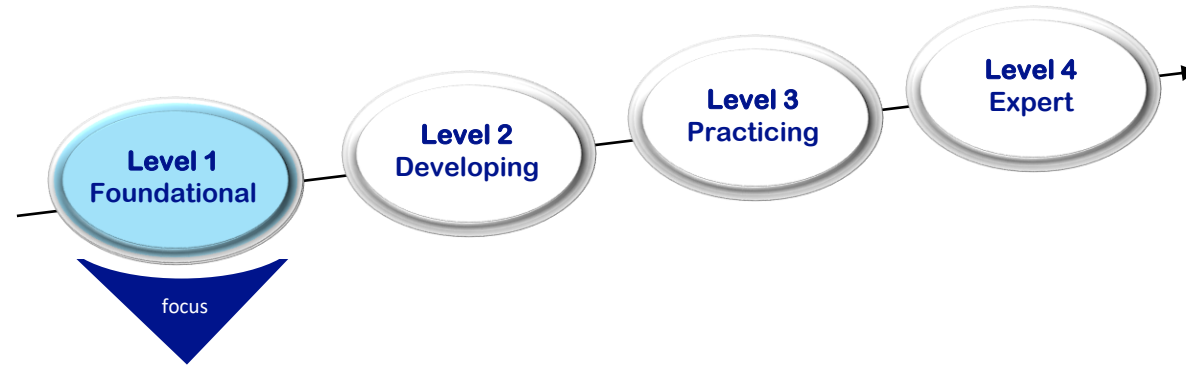 Level 1
Foundational
Level 2
Developing
Level 3
Practicing
Level 4
Expert
focus